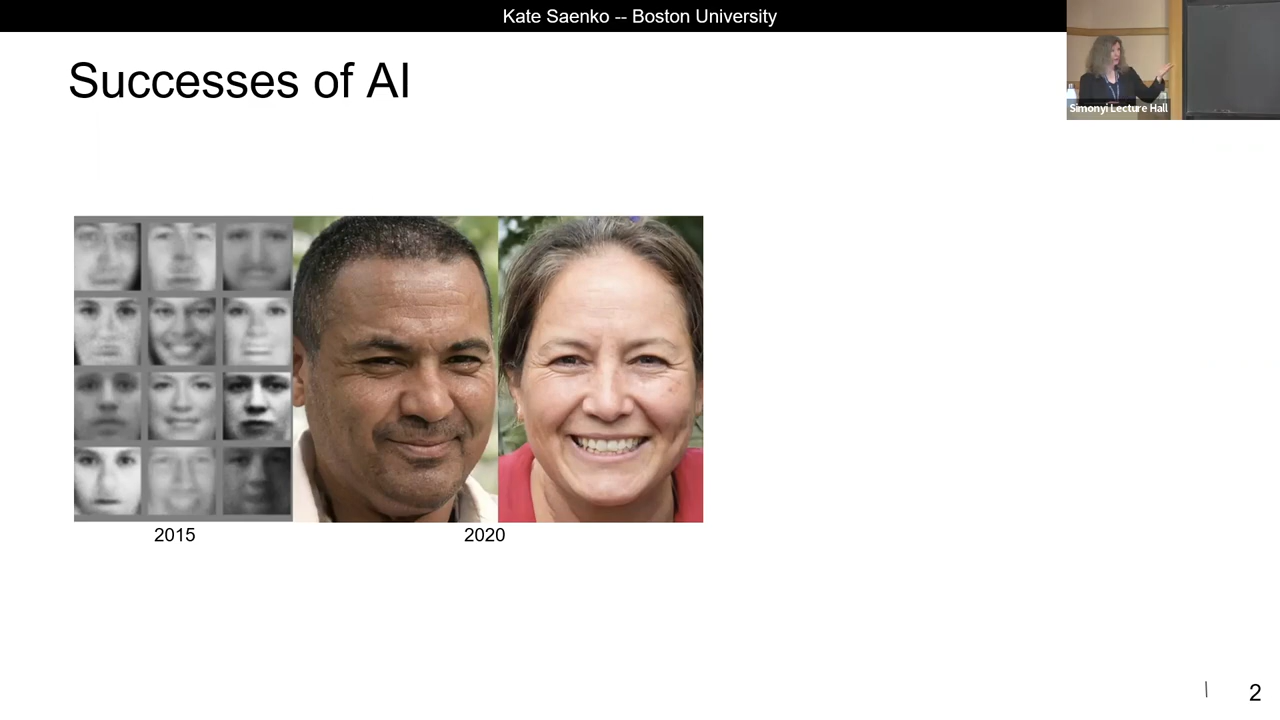 Kate Saenko -- Boston University
Successes of AI
Simonyi Lecture Hall
2015
2020
2